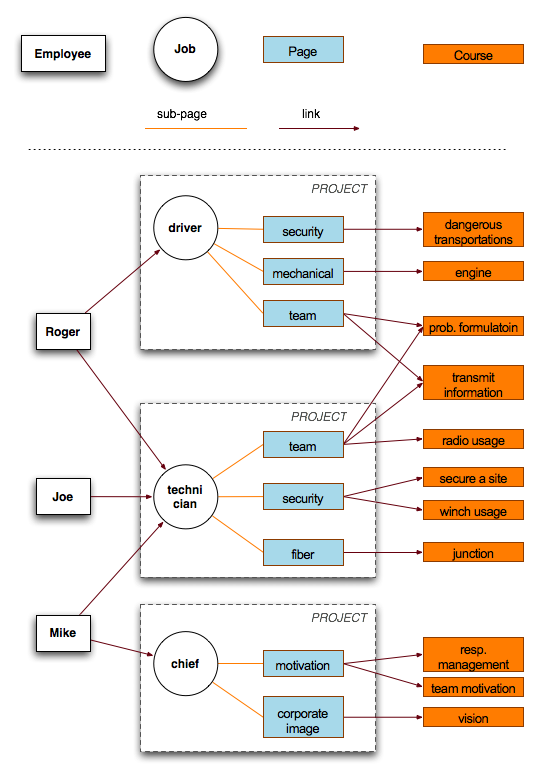 Employee
Job
Page
Course
sub-page
link
PROJECT
driver
security
dangerous
transportations
mechanical
engine
team
prob. formulatoin
Roger
transmit
information
PROJECT
team
radio usage
techni
cian
Joe
security
secure a site
winch usage
fiber
junction
PROJECT
Mike
chief
motivation
resp.
management
team motivation
corporate
image
vision